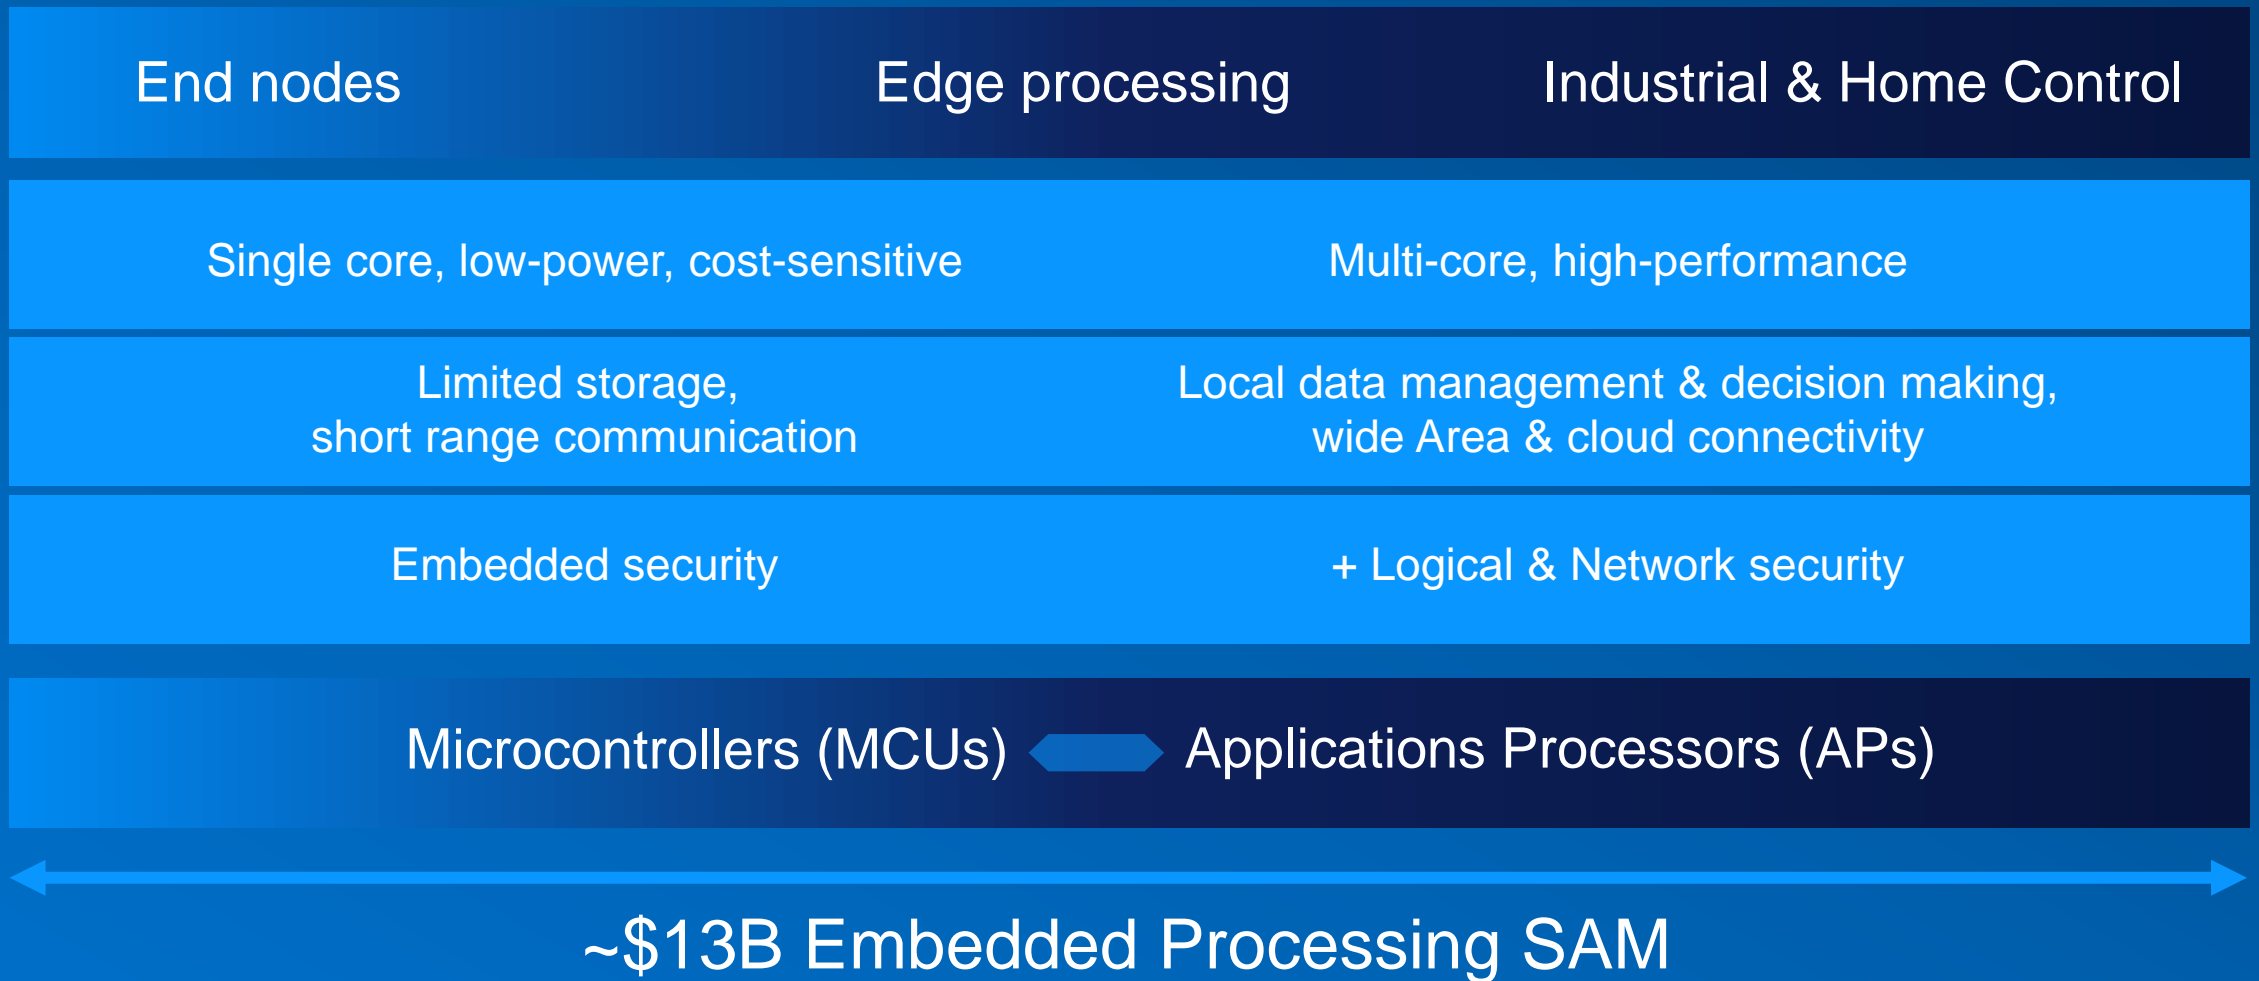 End nodes
Edge processing
Industrial & Home Control
Single core, low-power, cost-sensitive
Multi-core, high-performance
Limited storage,
short range communication
Local data management & decision making,
wide Area & cloud connectivity
Embedded security
+ Logical & Network security
Microcontrollers (MCUs)
Applications Processors (APs)
~$13B Embedded Processing SAM